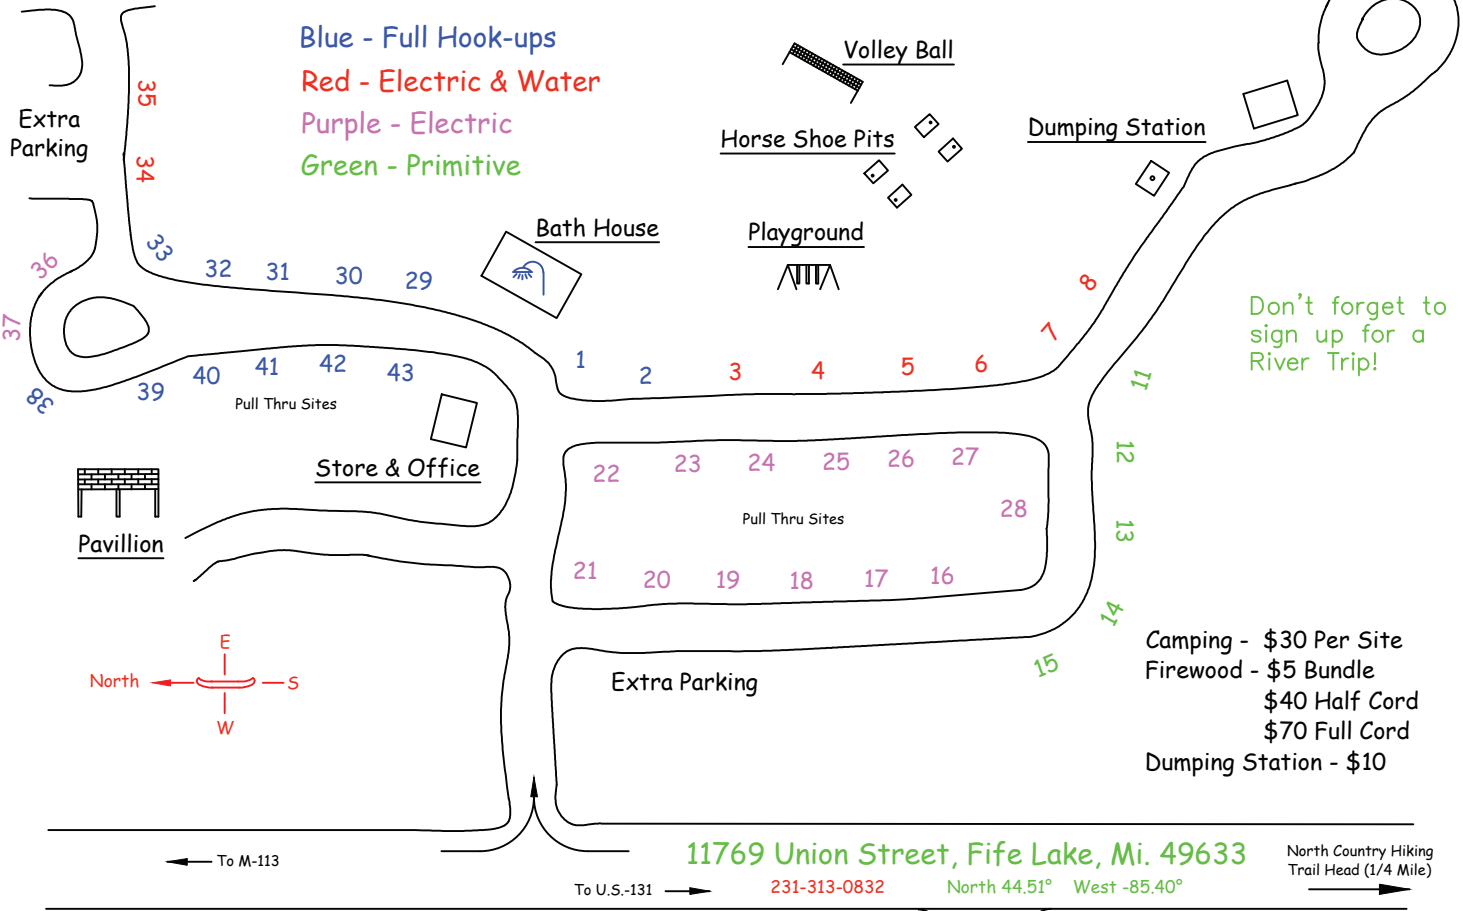 Blue - Full Hook-ups
Red - Electric & Water
Purple - Electric
Green - Primitive
Volley Ball
Horse Shoe Pits
Dumping Station
Playground
Bath House
Extra
Parking
35
34
33
32
31
30
29
36
37
38
39
40
41
42
43
Pull Thru Sites
Store & Office
Pavillion
1
2
3
4
5
6
7
8
11
12
13
14
15
22
23
24
25
26
27
28
Pull Thru Sites
21
20
19
18
17
16
Extra Parking
Don't forget to
sign up for a
River Trip!
E
North
S
W
Camping - $30 Per Site
Firewood - $5 Bundle
$40 Half Cord
$70 Full Cord
Dumping Station - $10
To M-113
To U.S.-131
11769 Union Street, Fife Lake, Mi. 49633
231-313-0832
North 44.51° West -85.40°
North Country Hiking
Trail Head (1/4 Mile)